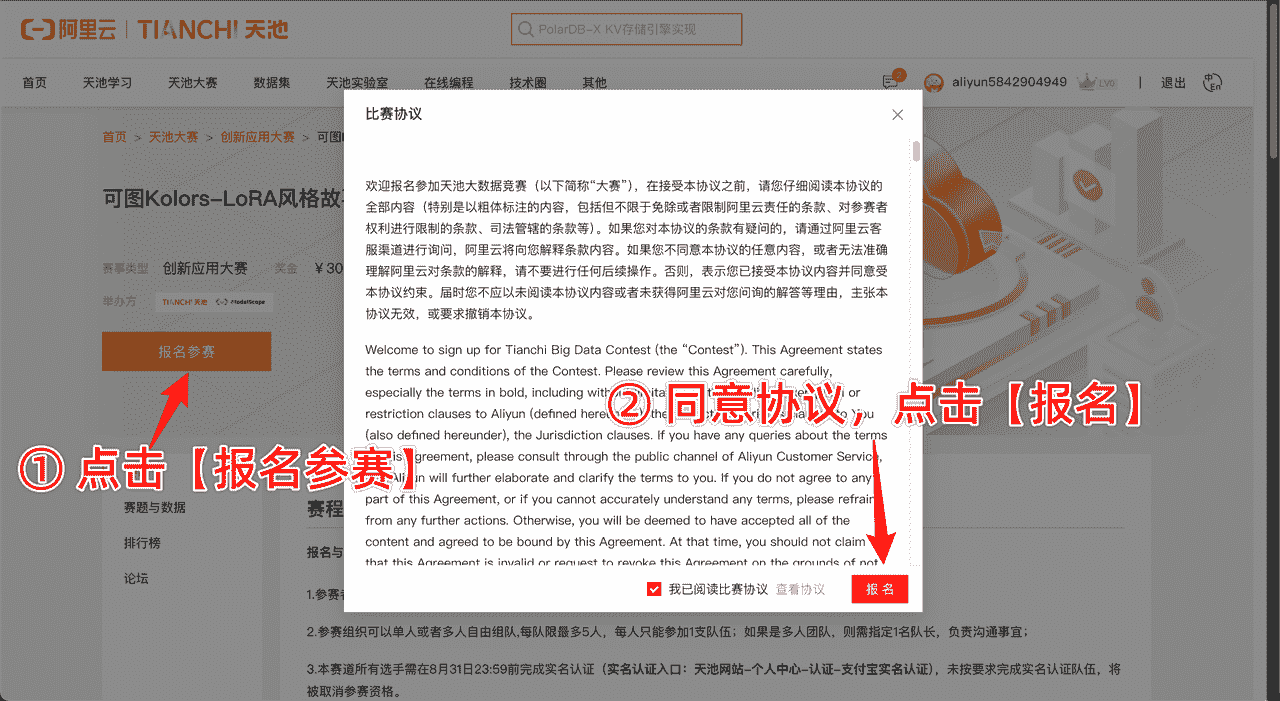 阿里云 | TIANCHI 天池
PolarDB-X KV存储引擎实现
首页 天池学习 天池大赛 数据集 天池实验室 在线编程 技术圈 其他
aliyun5842904949 LV0 | 退出 中 En
首页 > 天池大赛 > 创新应用大赛 > 可图
可图Kolors-LoRA风格故
赛事类型 创新应用大赛 奖金 ¥30
举办方 TIANCHI 天池 ModelScope
报名参赛
比赛协议
欢迎报名参加天池大数据竞赛（以下简称“大赛”），在接受本协议之前，请您仔细阅读本协议的
全部内容（特别是以粗体标注的内容，包括但不限于免除或者限制阿里云责任的条款、对参赛者
权利进行限制的条款、司法管辖的条款等）。如果您对本协议的条款有疑问的，请通过阿里云客
服渠道进行询问，阿里云将向您解释条款内容。如果您不同意本协议的任意内容，或者无法准确
理解阿里云对条款的解释，请不要进行任何后续操作。否则，表示您已接受本协议内容并同意受
本协议约束。届时您不应以未阅读本协议内容或者未获得阿里云对您问询的解答等理由，主张本
协议无效，或要求撤销本协议。
Welcome to sign up for Tianchi Big Data Contest (the “Contest”). This Agreement states
the terms and conditions of the Contest. Please review this Agreement carefully,
especially the terms in bold, including with or
restriction clauses to Aliyun (defined the to You
(also defined hereunder), the Jurisdiction clauses. If you have any queries about the terms
Agreement, please consult through the public channel of Aliyun Customer Service,
will further elaborate and clarify the terms to you. If you do not agree to any
part of this Agreement, or if you cannot accurately understand any terms, please refrain
from any further actions. Otherwise, you will be deemed to have accepted all of the
content and agreed to be bound by this Agreement. At that time, you should not claim
that this Agreement is invalid or request to revoke this Agreement on the grounds of not
我已阅读比赛协议 查看协议 报 名
① 点击【报名参赛】
② 同意协议，点击【报名】
赛题与数据
排行榜
论坛
赛程
报名与
1.参赛者
2.参赛组织可以单人或者多人自由组队,每队限最多5人，每人只能参加1支队伍；如果是多人团队，则需指定1名队长，负责沟通事宜；
3.本赛道所有选手需在8月31日23:59前完成实名认证（实名认证入口：天池网站-个人中心-认证-支付宝实名认证），未按要求完成实名认证队伍，将
被取消参赛资格。